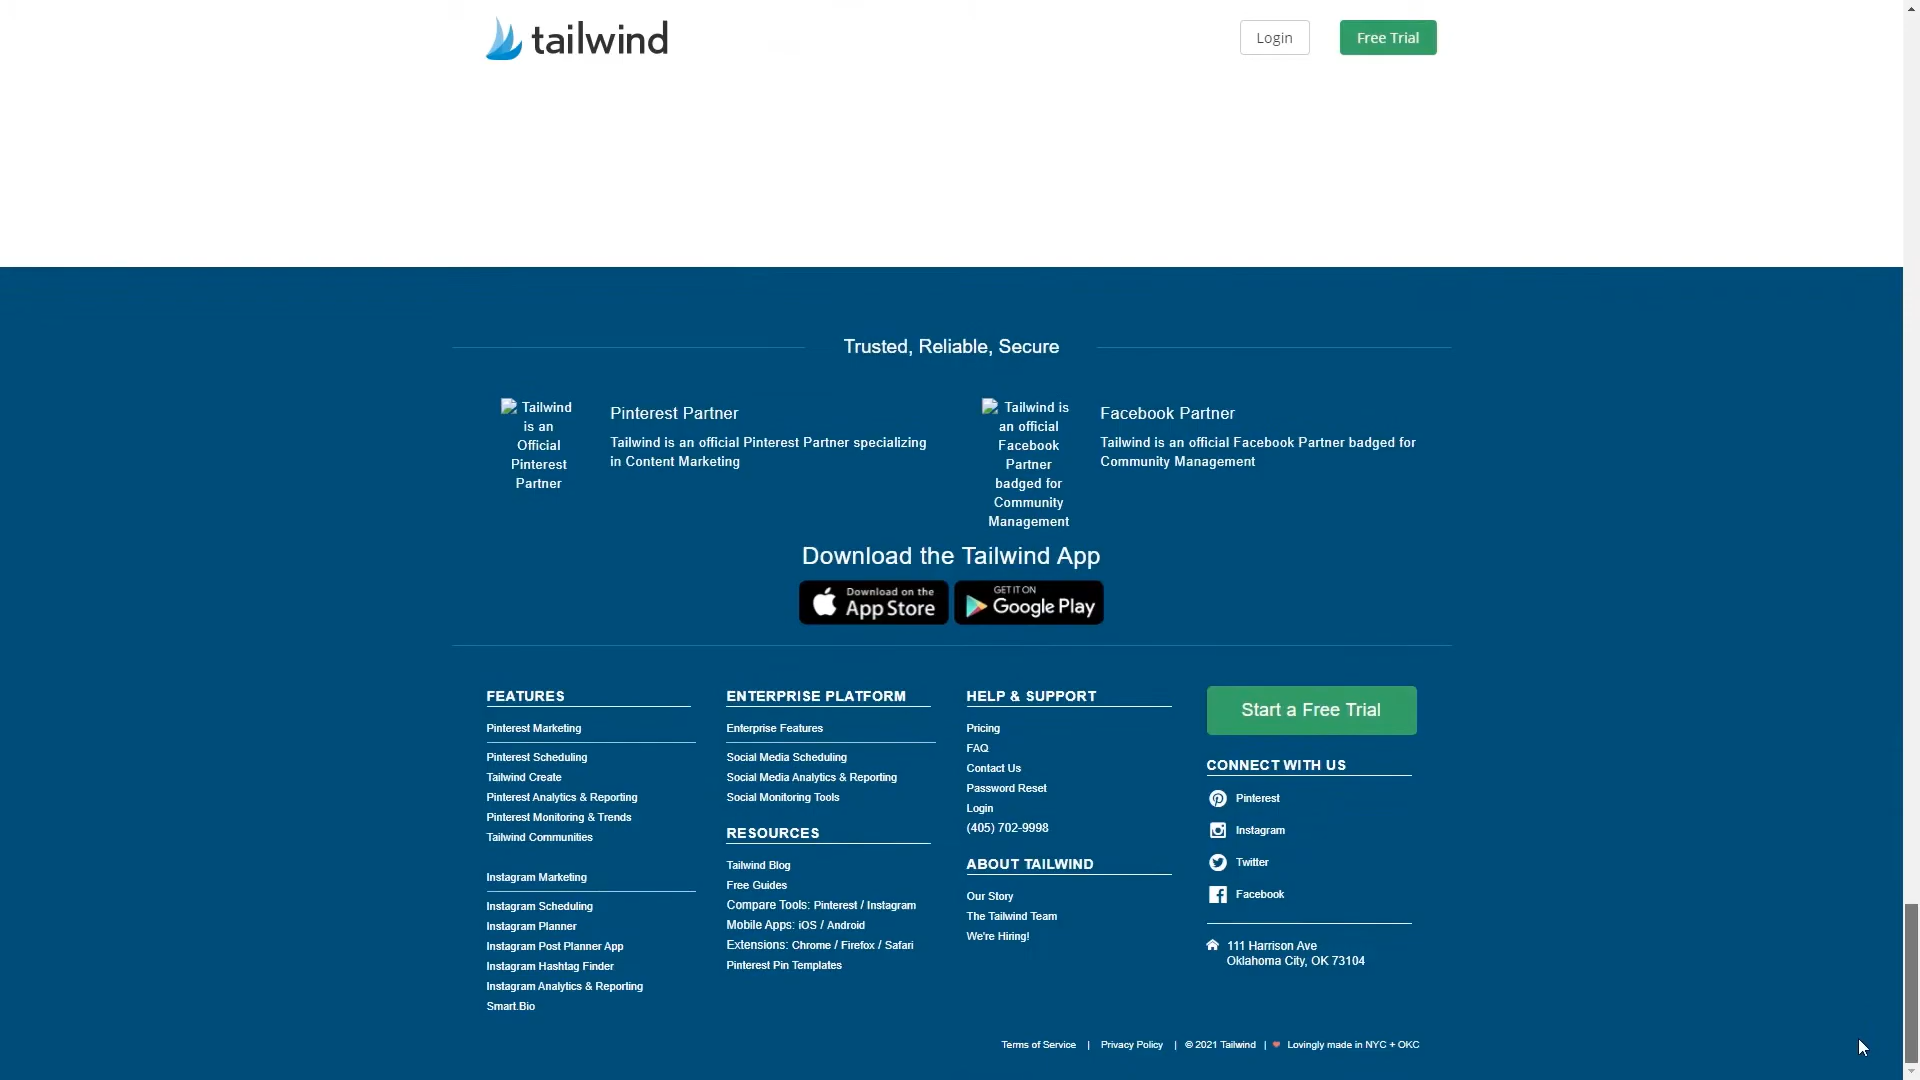 tailwind
Login
Free Trial
Trusted, Reliable, Secure
Tailwind
is an
Official
Pinterest
Partner
Pinterest Partner
Tailwind is an official Pinterest Partner specializing
in Content Marketing
Tailwind is
an official
Facebook
Partner
badged for
Community
Management
Facebook Partner
Tailwind is an official Facebook Partner badged for
Community Management
Download the Tailwind App
Download on the
App Store
GET IT ON
Google Play
FEATURES
Pinterest Marketing
Pinterest Scheduling
Tailwind Create
Pinterest Analytics & Reporting
Pinterest Monitoring & Trends
Tailwind Communities
Instagram Marketing
Instagram Scheduling
Instagram Planner
Instagram Post Planner App
Instagram Hashtag Finder
Instagram Analytics & Reporting
Smart.Bio
ENTERPRISE PLATFORM
Enterprise Features
Social Media Scheduling
Social Media Analytics & Reporting
Social Monitoring Tools
RESOURCES
Tailwind Blog
Free Guides
Compare Tools: Pinterest / Instagram
Mobile Apps: iOS / Android
Extensions: Chrome / Firefox / Safari
Pinterest Pin Templates
HELP & SUPPORT
Pricing
FAQ
Contact Us
Password Reset
Login
(405) 702-9998
ABOUT TAILWIND
Our Story
The Tailwind Team
We're Hiring!
Start a Free Trial
CONNECT WITH US
Pinterest
Instagram
Twitter
Facebook
111 Harrison Ave
Oklahoma City, OK 73104
Terms of Service | Privacy Policy | © 2021 Tailwind | Lovingly made in NYC + OKC